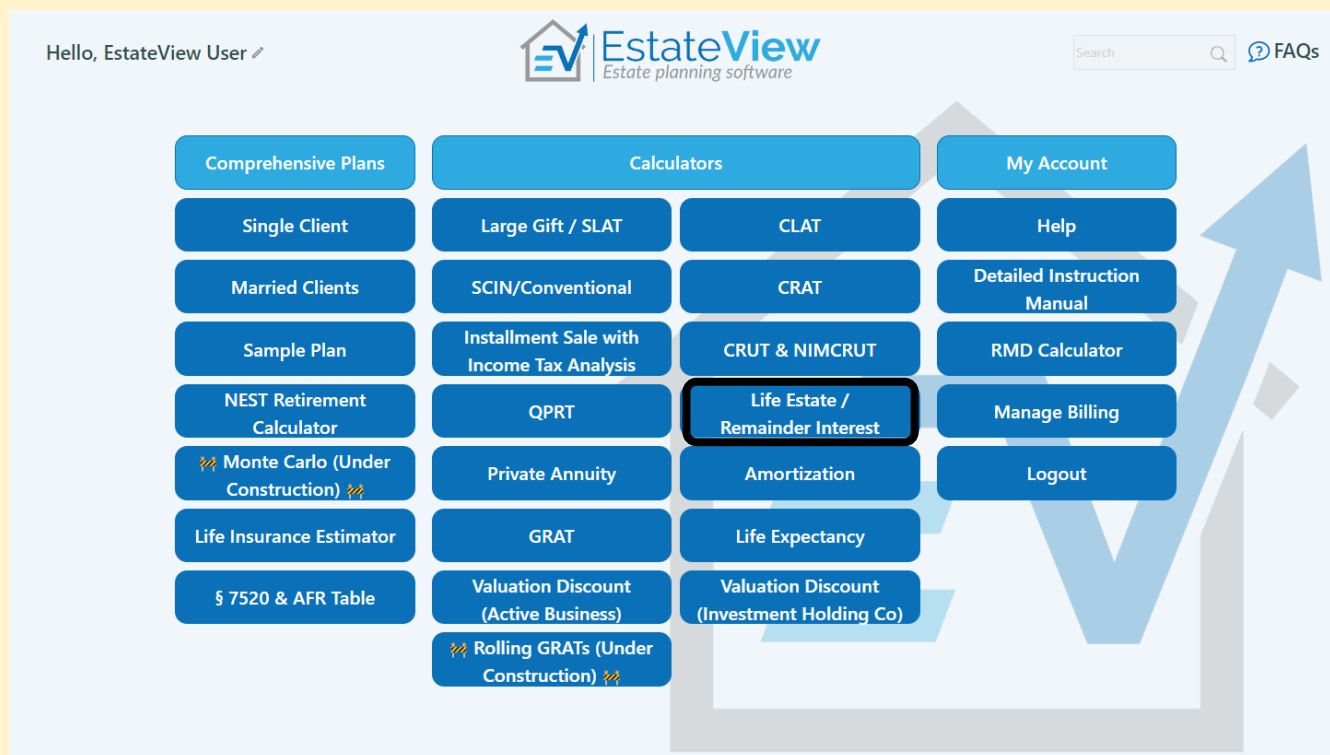 Hello, EstateView User
EV EstateView
Estate planning software
Search
FAQs
Comprehensive Plans
Calculators
My Account
Single Client
Large Gift / SLAT
CLAT
Help
Married Clients
SCIN/Conventional
CRAT
Detailed Instruction
Manual
Sample Plan
Installment Sale with
Income Tax Analysis
CRUT & NIMCRUT
RMD Calculator
NEST Retirement
Calculator
QPRT
Life Estate /
Remainder Interest
Manage Billing
🚧 Monte Carlo (Under
Construction) 🚧
Private Annuity
Amortization
Logout
Life Insurance Estimator
GRAT
Life Expectancy
§ 7520 & AFR Table
Valuation Discount
(Active Business)
Valuation Discount
(Investment Holding Co)
🚧 Rolling GRATs (Under
Construction) 🚧